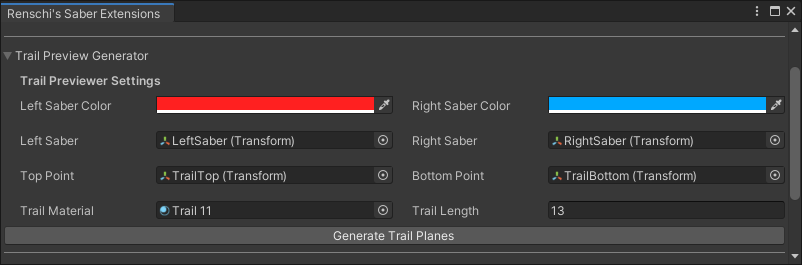 Renschi's Saber Extensions
Trail Preview Generator
Trail Previewer Settings
Left Saber Color Right Saber Color
Left Saber LeftSaber (Transform) Right Saber RightSaber (Transform)
Top Point TrailTop (Transform) Bottom Point TrailBottom (Transform)
Trail Material Trail 11 Trail Length 13
Generate Trail Planes